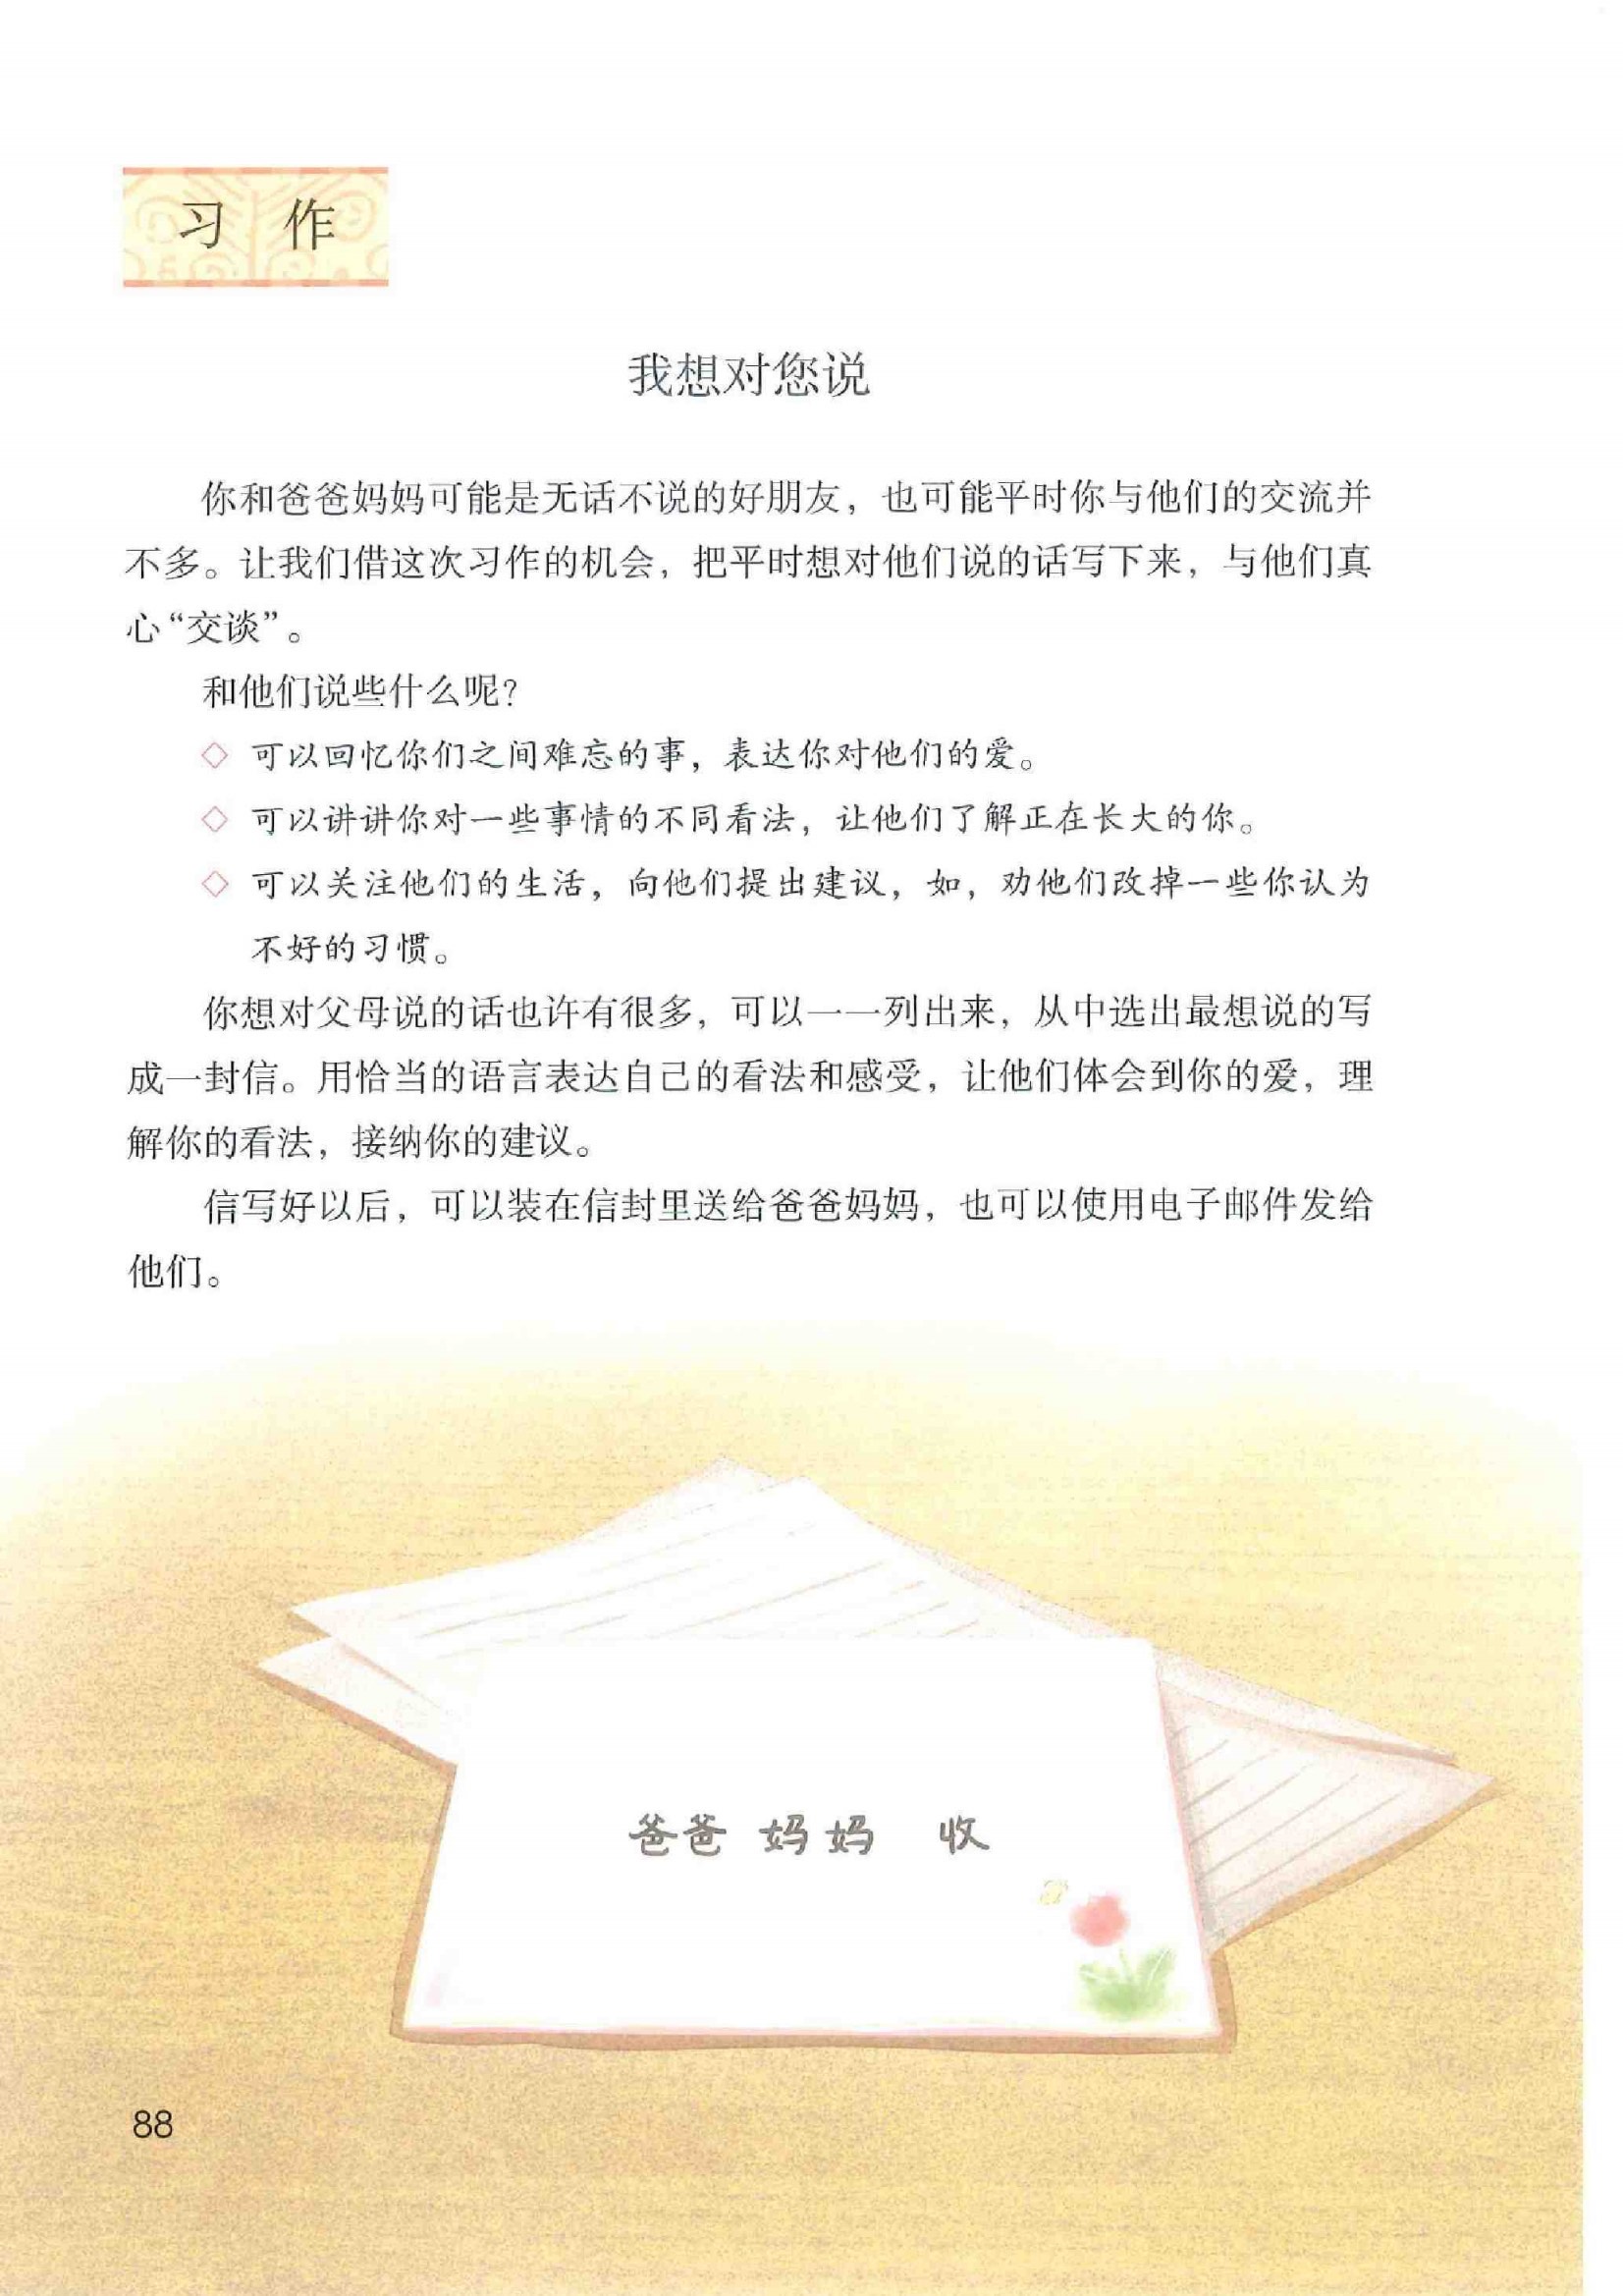 习 作
我想对您说
你和爸爸妈妈可能是无话不说的好朋友，也可能平时你与他们的交流并
不多。让我们借这次习作的机会，把平时想对他们说的话写下来，与他们真
心“交谈”。
和他们说些什么呢？
◇ 可以回忆你们之间难忘的事，表达你对他们的爱。
◇ 可以讲讲你对一些事情的不同看法，让他们了解正在长大的你。
◇ 可以关注他们的生活，向他们提出建议，如，劝他们改掉一些你认为
不好的习惯。
你想对父母说的话也许有很多，可以一一列出来，从中选出最想说的写
成一封信。用恰当的语言表达自己的看法和感受，让他们体会到你的爱，理
解你的看法，接纳你的建议。
信写好以后，可以装在信封里送给爸爸妈妈，也可以使用电子邮件发给
他们。
爸爸 妈妈 收
88